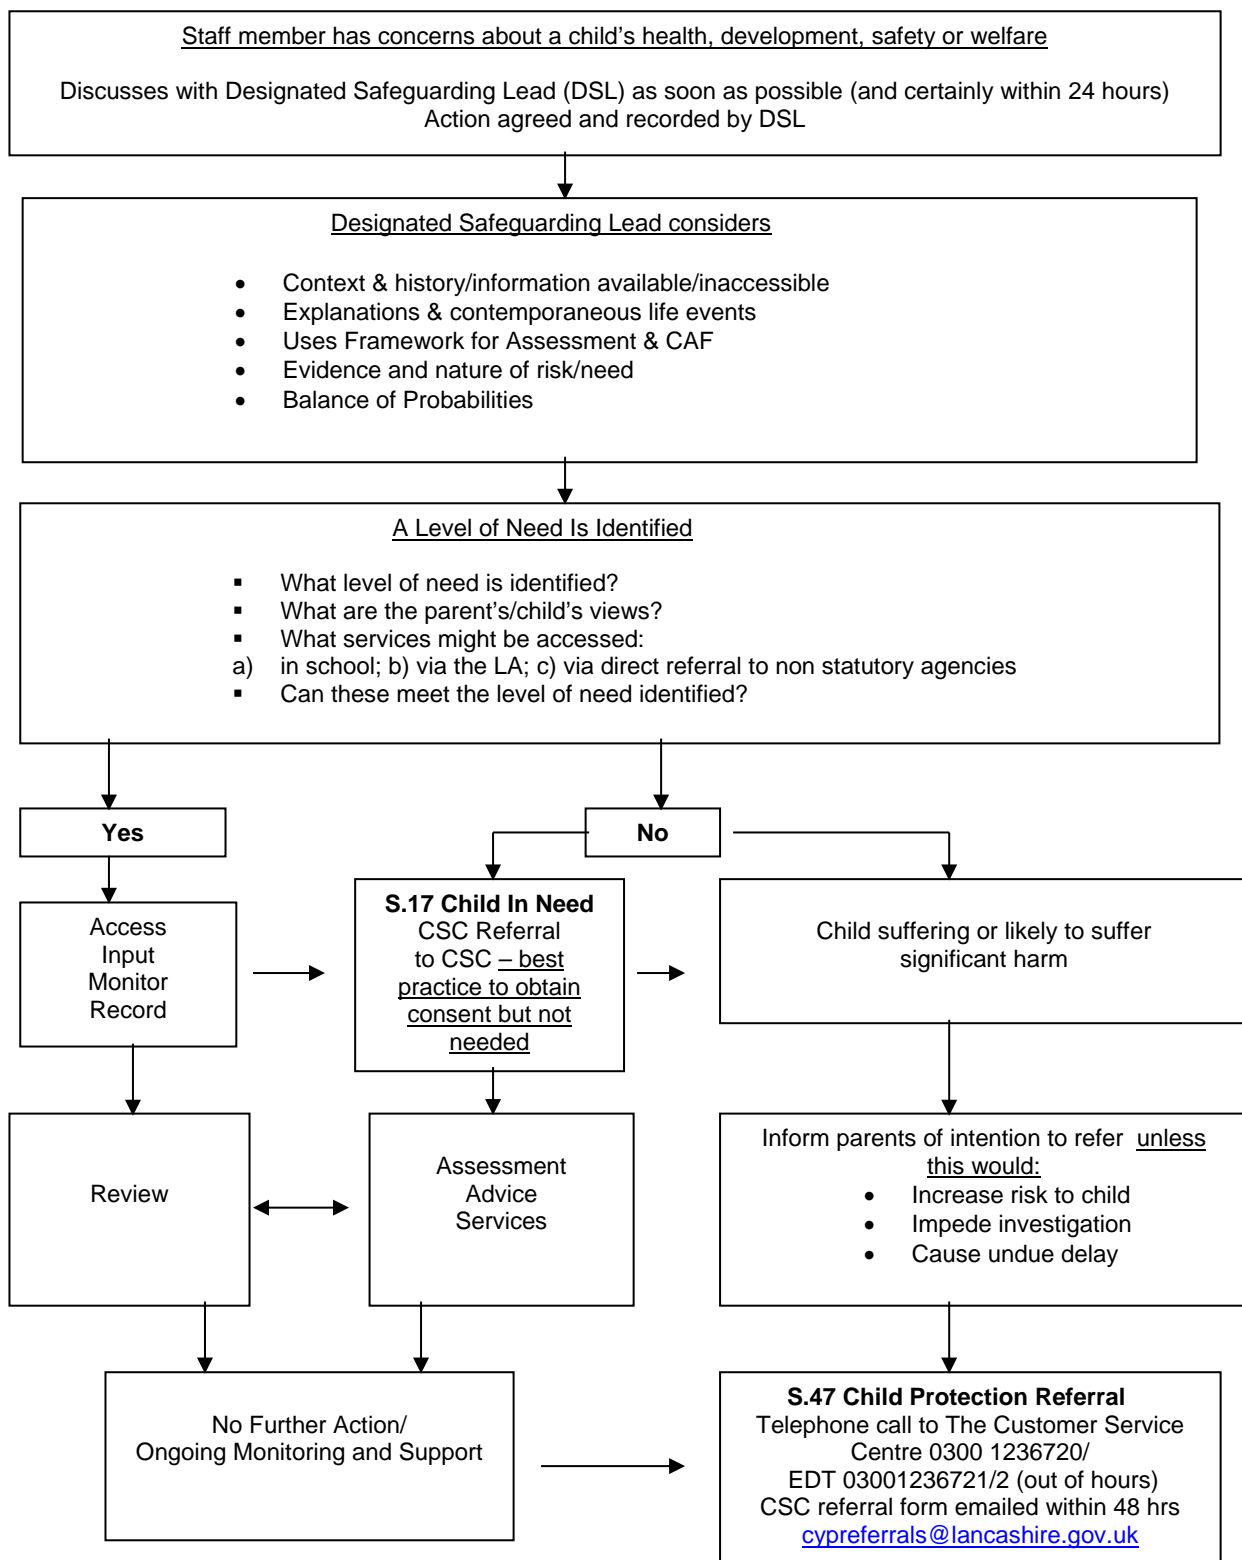 Staff member has concerns about a child's health, development, safety or welfare
Discusses with Designated Safeguarding Lead (DSL) as soon as possible (and certainly within 24 hours)
Action agreed and recorded by DSL
Designated Safeguarding Lead considers
• Context & history/information available/inaccessible
• Explanations & contemporaneous life events
• Uses Framework for Assessment & CAF
• Evidence and nature of risk/need
• Balance of Probabilities
A Level of Need Is Identified
▪ What level of need is identified?
▪ What are the parent's/child's views?
▪ What services might be accessed:
a) in school; b) via the LA; c) via direct referral to non statutory agencies
▪ Can these meet the level of need identified?
Yes
No
Access
Input
Monitor
Record
S.17 Child In Need
CSC Referral
to CSC – best
practice to obtain
consent but not
needed
Child suffering or likely to suffer
significant harm
Review
Assessment
Advice
Services
Inform parents of intention to refer unless
this would:
• Increase risk to child
• Impede investigation
• Cause undue delay
No Further Action/
Ongoing Monitoring and Support
S.47 Child Protection Referral
Telephone call to The Customer Service
Centre 0300 1236720/
EDT 03001236721/2 (out of hours)
CSC referral form emailed within 48 hrs
cypreferrals@lancashire.gov.uk